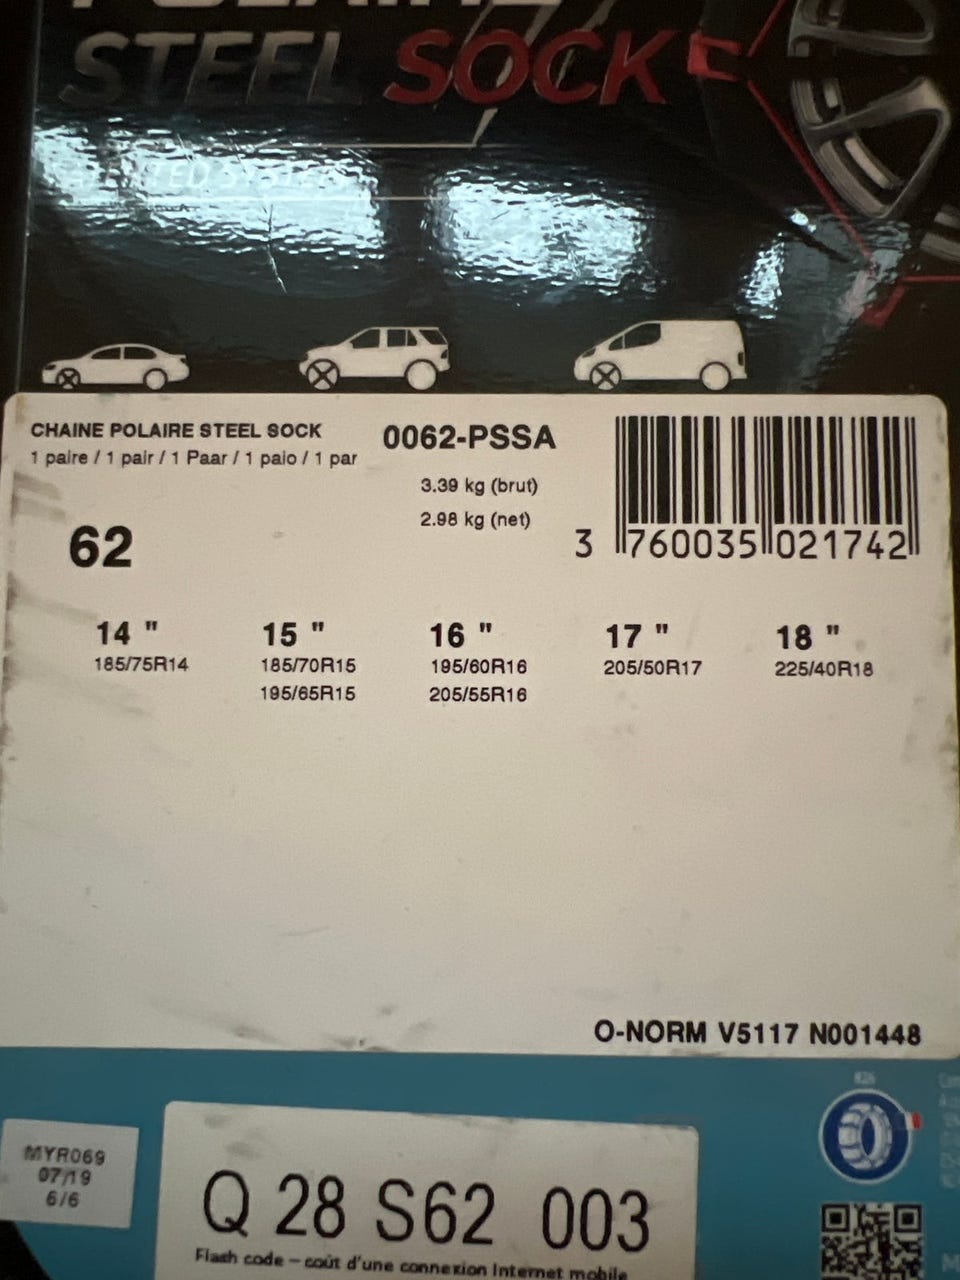 POLAIRE
STEEL SOCK
CHAINE POLAIRE STEEL SOCK
1 paire / 1 pair / 1 Paar / 1 paio / 1 par
0062-PSSA
3.39 kg (brut)
2.98 kg (net)
3 760035 021742
62
14 "
185/75R14
15 "
185/70R15
195/65R15
16 "
195/60R16
205/55R16
17 "
205/50R17
18 "
225/40R18
O-NORM V5117 N001448
MYR069
07/19
6/6
Q 28 S62 003
Flash code – coût d'une connexion Internet mobile